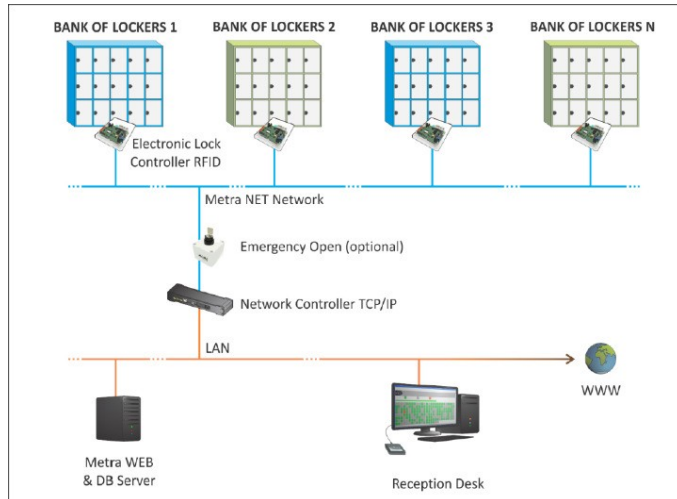 BANK OF LOCKERS 1
BANK OF LOCKERS 2
BANK OF LOCKERS 3
BANK OF LOCKERS N
Electronic Lock
Controller RFID
Metra NET Network
Emergency Open (optional)
Network Controller TCP/IP
LAN
WWW
Metra WEB
& DB Server
Reception Desk